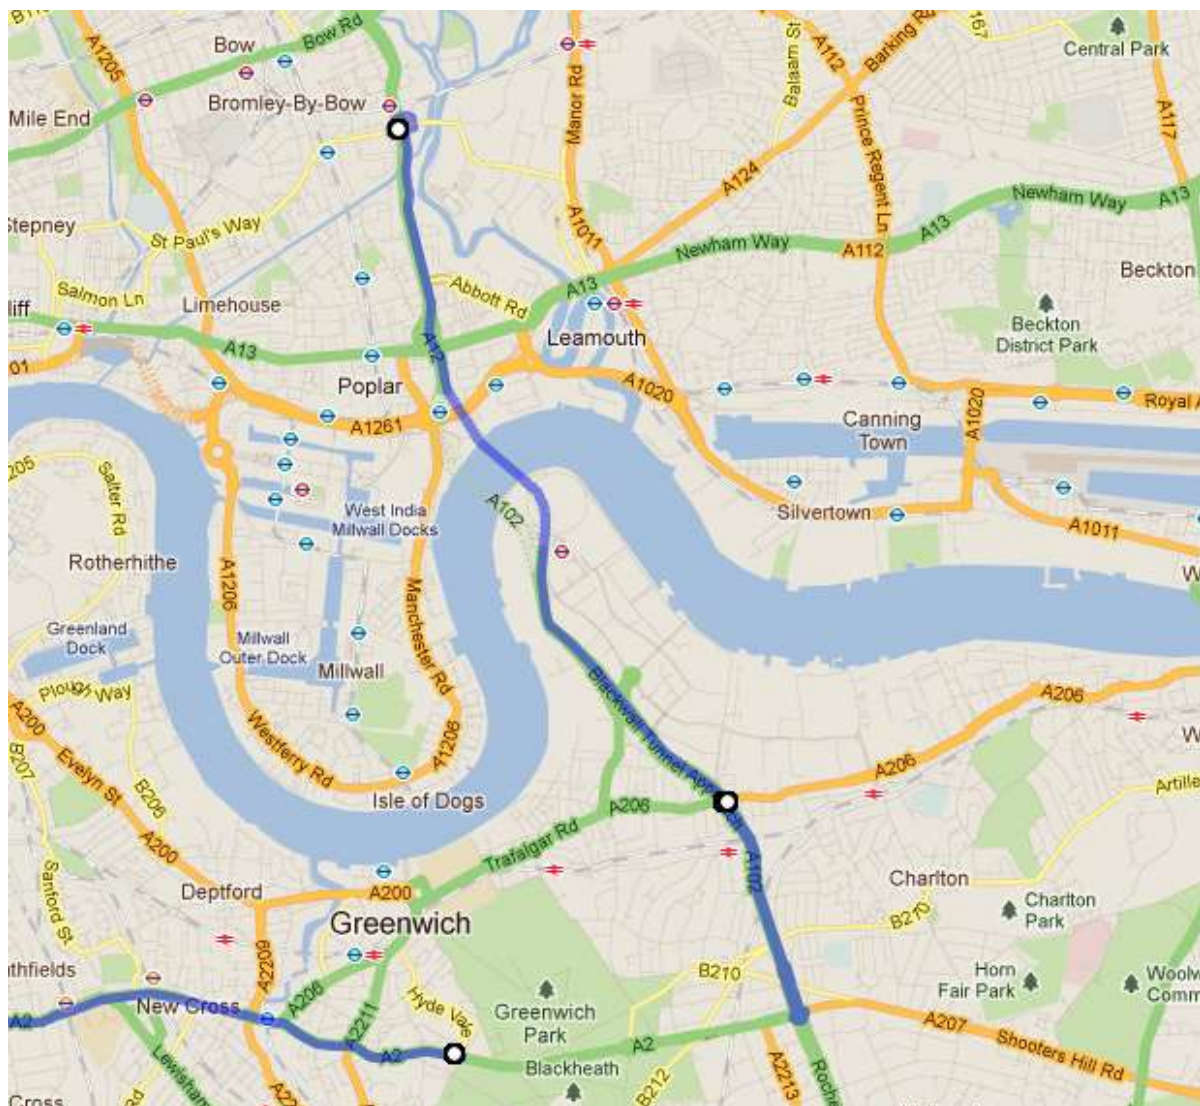 A1205
Bow
Bow Rd
Manor Rd
Balaam St
A112
Barking Rd
Central Park
Mile End
Bromley-By-Bow
Prince Regent Ln
A117
A124
Newham Way
A13
Stepney
St Paul's Way
A1011
Newham Way
A112
A13
Beckton
Salmon Ln
Limehouse
Abbott Rd
A13
Beckton
District Park
A13
A12
Leamouth
01
Poplar
A1020
A1020
Royal A
A1261
Canning
Town
205
Salter Rd
A102
West India
Millwall Docks
Silvertown
A1011
Rotherhithe
A1206
Manchester Rd
Greenland
Dock
Millwall
Outer Dock
Millwall
Plough Way
Blackwall Tunnel Approach
A206
A200
Evelyn St
B207
B206
Westferry Rd
A1206
A206
Isle of Dogs
A206
A200
Trafalgar Rd
Sanford St
Deptford
A200
A102
Charlton
Charlton
Park
Greenwich
B270
A2209
B210
Horn
Fair Park
New Cross
A206
Hyde Vale
Greenwich
Park
A2
A2211
A2
A2
A207
Shooters Hill Rd
Blackheath
Lewisham
B212
A2213
Cross